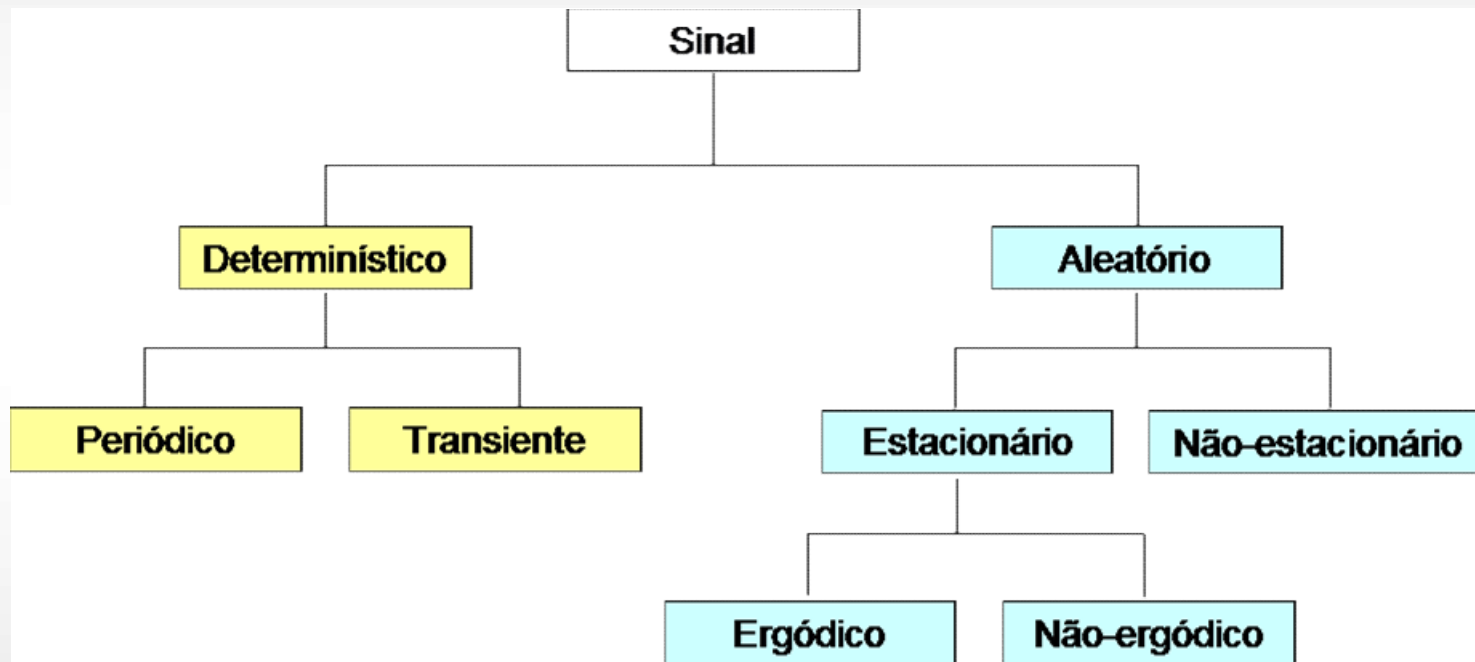 Sinal
Determinístico
Aleatório
Periódico
Transiente
Estacionário
Não-estacionário
Ergódico
Não-ergódico